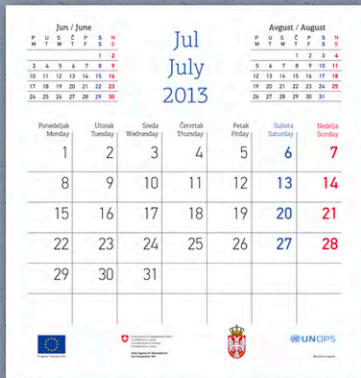 Jun / June
P U S Č P S N
M T W T F S S
1 2
3 4 5 6 7 8 9
10 11 12 13 14 15 16
17 18 19 20 21 22 23
24 25 26 27 28 29 30
Jul
July
2013
Avgust / August
P U S Č P S N
M T W T F S S
1 2 3 4
5 6 7 8 9 10 11
12 13 14 15 16 17 18
19 20 21 22 23 24 25
26 27 28 29 30 31
Ponedeljak Utorak Sreda Četvrtak Petak Subota Nedelja
Monday Tuesday Wednesday Thursday Friday Saturday Sunday
1 2 3 4 5 6 7
8 9 10 11 12 13 14
15 16 17 18 19 20 21
22 23 24 25 26 27 28
29 30 31
UNOPS